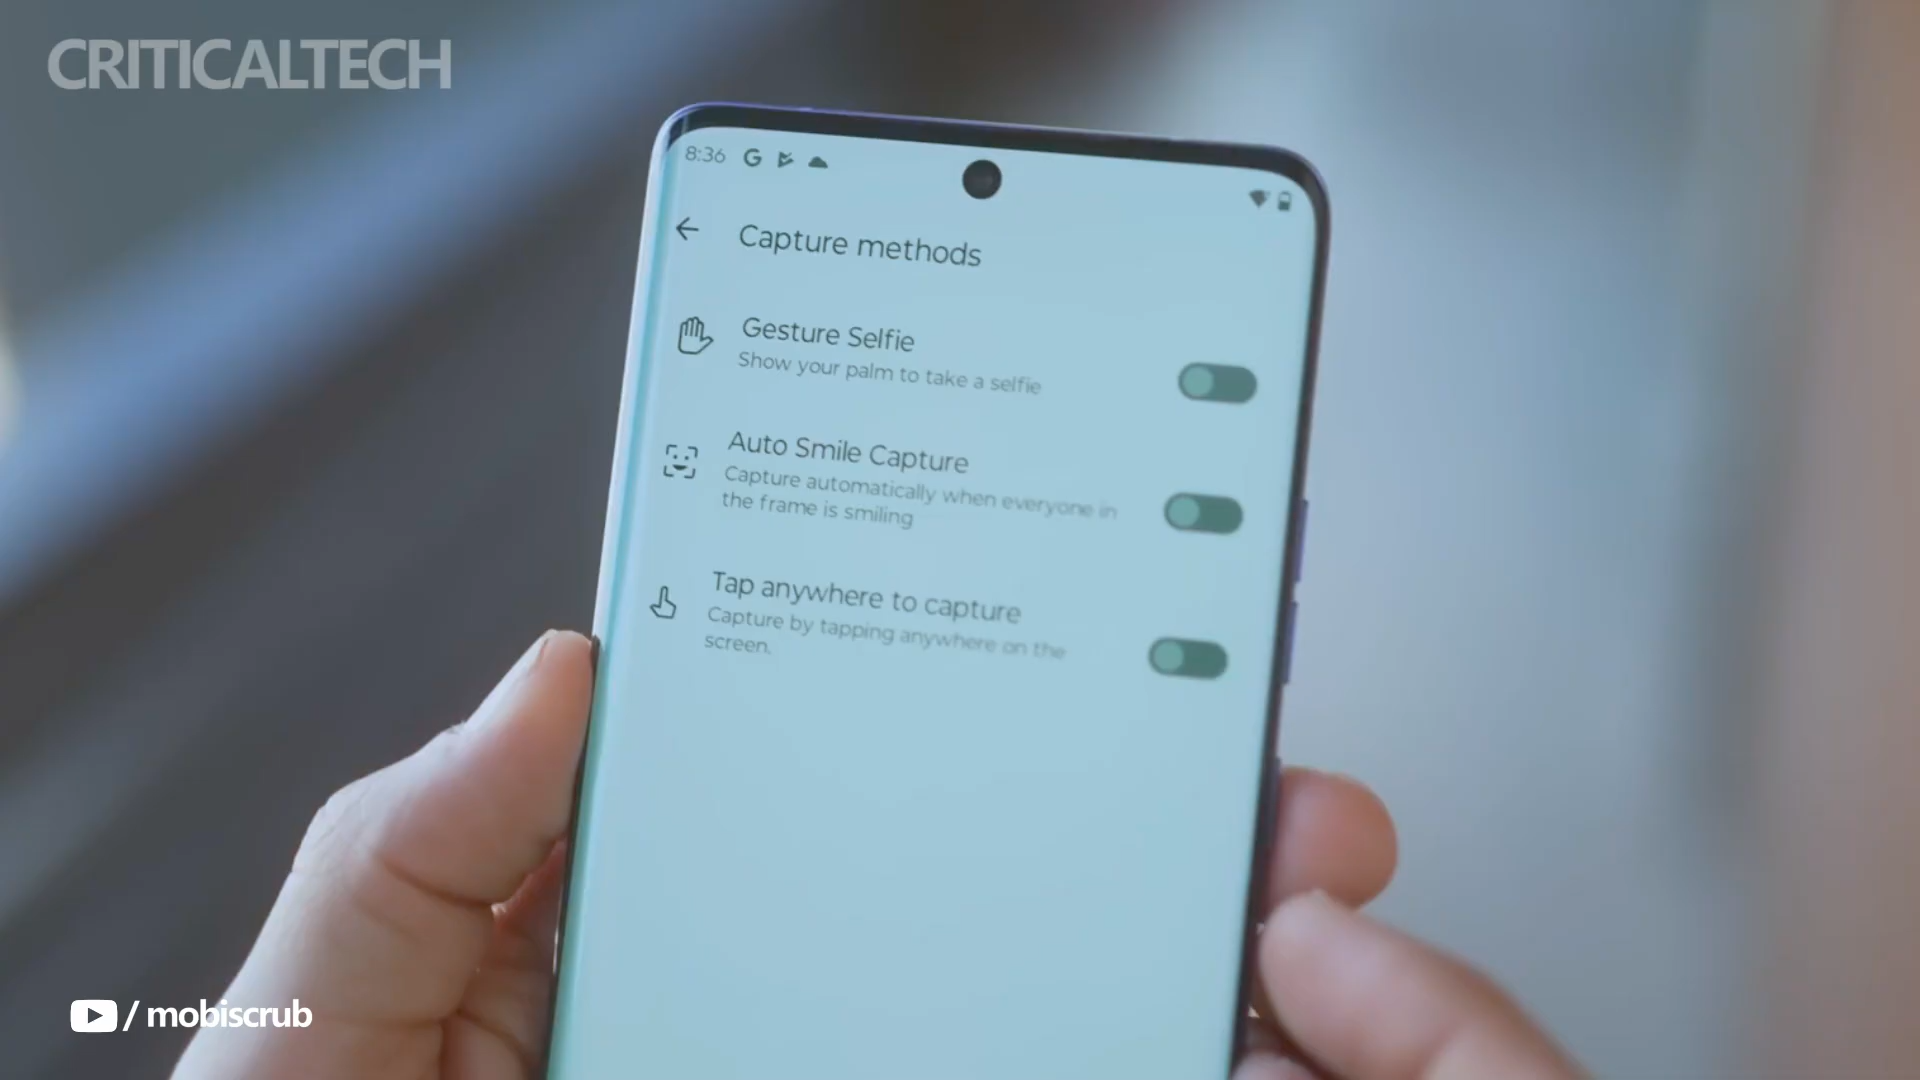 CRITICALTECH
8:36
Capture methods
Gesture Selfie
Show your palm to take a selfie
Auto Smile Capture
Capture automatically when everyone in
the frame is smiling
Tap anywhere to capture
Capture by tapping anywhere on the
screen.
/ mobiscrub